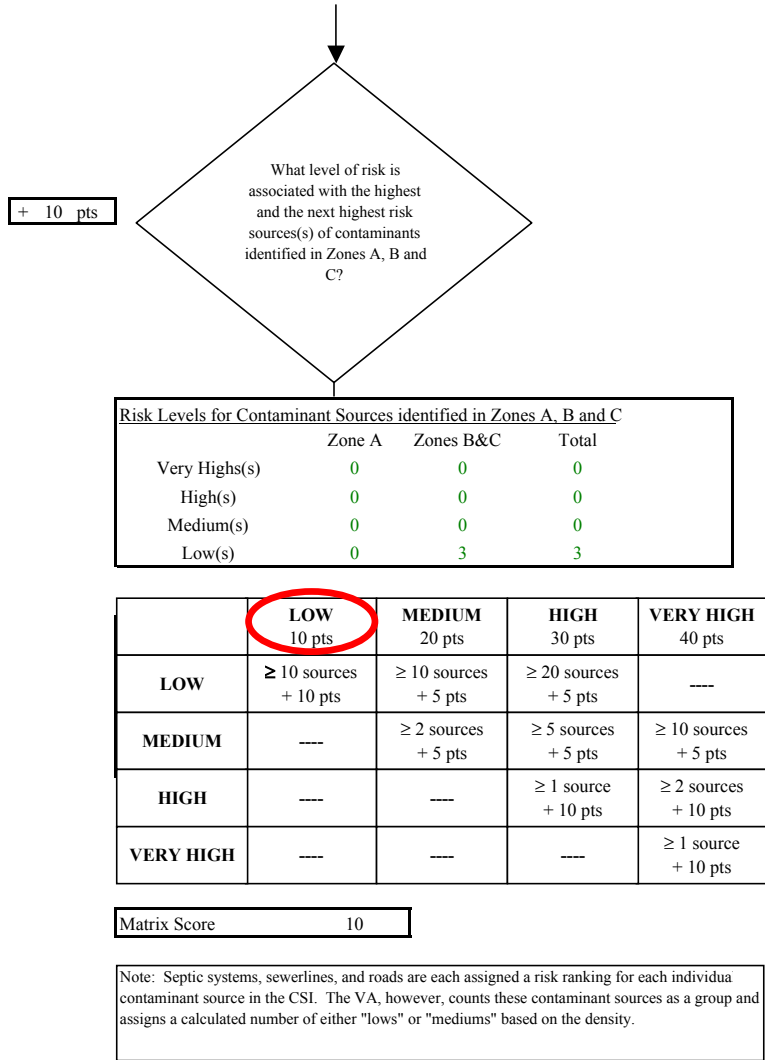 What level of risk is
associated with the highest
and the next highest risk
sources(s) of contaminants
identified in Zones A, B and
C?
+ 10 pts
Risk Levels for Contaminant Sources identified in Zones A, B and C
Zone A Zones B&C Total
Very Highs(s) 0 0 0
High(s) 0 0 0
Medium(s) 0 0 0
Low(s) 0 3 3
LOW MEDIUM HIGH VERY HIGH
10 pts 20 pts 30 pts 40 pts
LOW ≥ 10 sources ≥ 10 sources ≥ 20 sources ----
+ 10 pts + 5 pts + 5 pts
MEDIUM ---- ≥ 2 sources ≥ 5 sources ≥ 10 sources
+ 5 pts + 5 pts + 5 pts
HIGH ---- ---- ≥ 1 source ≥ 2 sources
+ 10 pts + 10 pts
VERY HIGH ---- ---- ---- ≥ 1 source
+ 10 pts
Matrix Score 10
Note: Septic systems, sewerlines, and roads are each assigned a risk ranking for each individua
contaminant source in the CSI. The VA, however, counts these contaminant sources as a group and
assigns a calculated number of either "lows" or "mediums" based on the density.